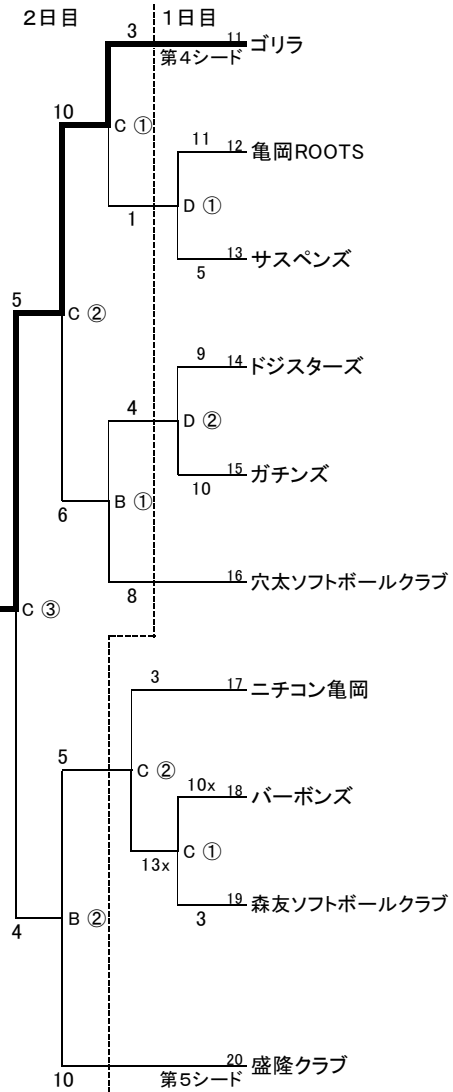 2日目 1日目
3 11 ゴリラ
第4シード
10
C ①
11 12 亀岡ROOTS
D ①
1
13 サスペンズ
5
5
C ②
9 14 ドジスターズ
4
D ②
15 ガチンズ
10
6
B ①
16 穴太ソフトボールクラブ
8
C ③
3 17 ニチコン亀岡
5
C ②
10x 18 バーボンズ
C ①
13x
19 森友ソフトボールクラブ
3
B ②
4
20 盛隆クラブ
10 第5シード